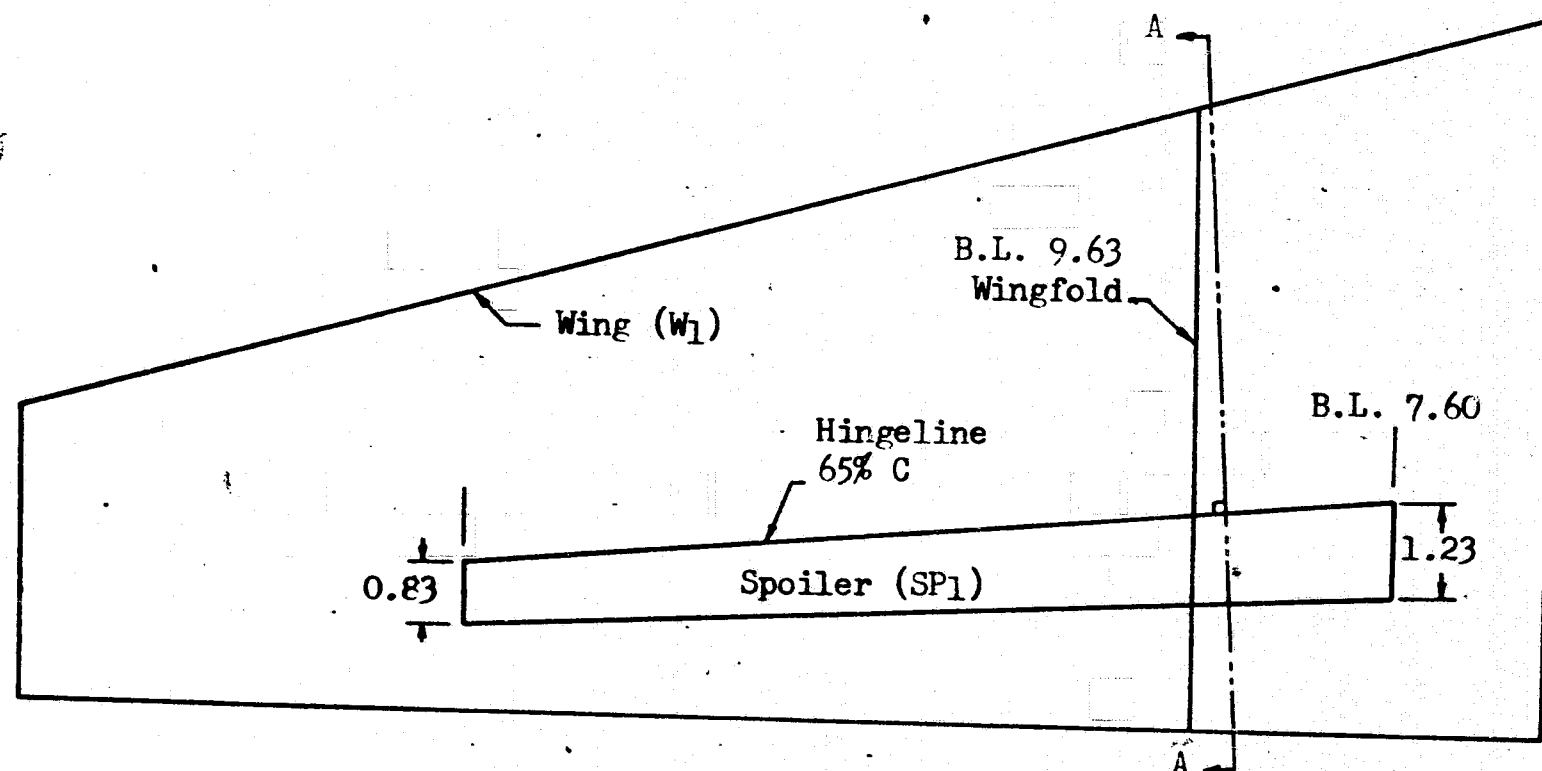 A
B.L. 9.63
Wingfold
Wing (W1)
B.L. 7.60
Hingeline
65% C
0.83
Spoiler (SP1)
1.23
A